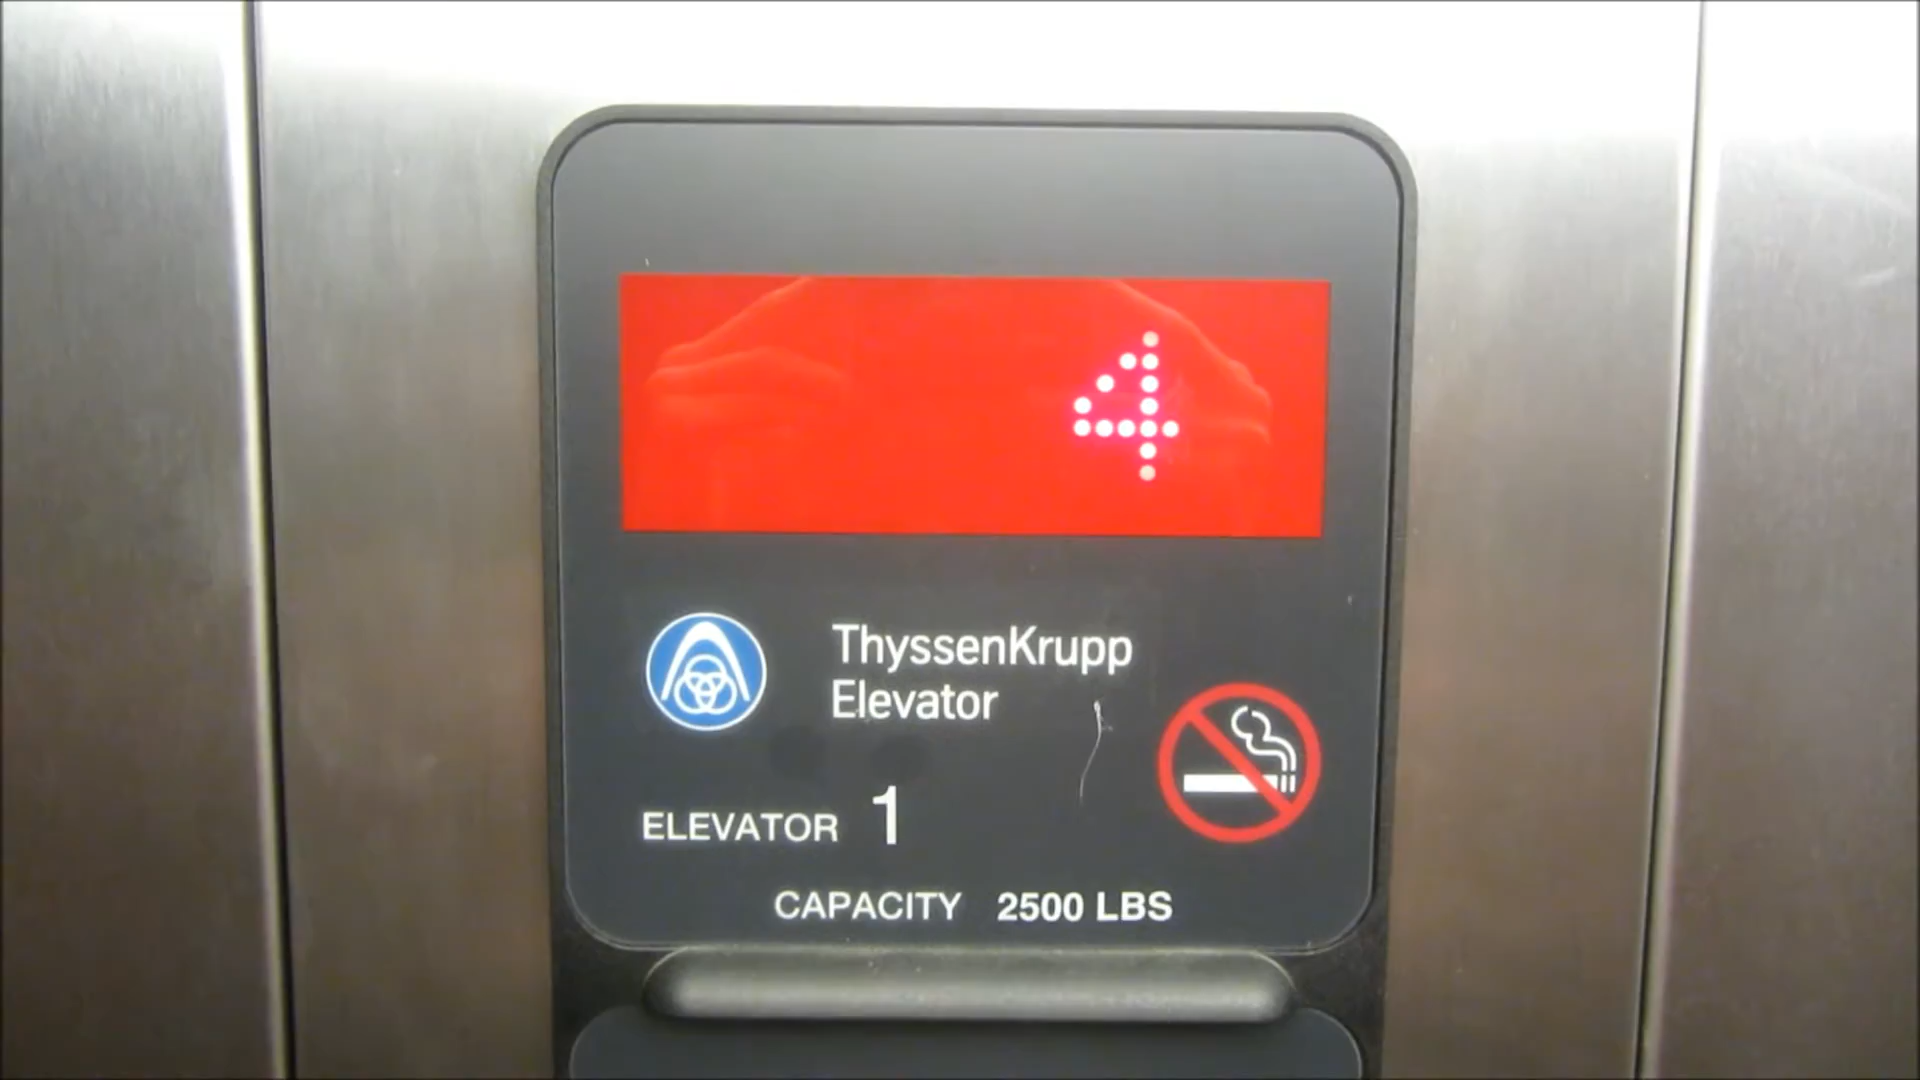 4
ThyssenKrupp
Elevator
ELEVATOR 1
CAPACITY 2500 LBS